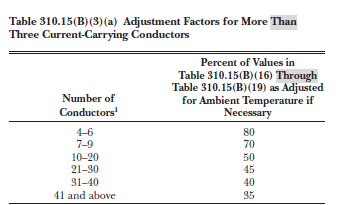 Table 310.15(B)(3)(a) Adjustment Factors for More Than
Three Current-Carrying Conductors
Percent of Values in
Table 310.15(B)(16) Through
Table 310.15(B)(19) as Adjusted
for Ambient Temperature if
Necessary
Number of
Conductors¹
4–6 80
7–9 70
10–20 50
21–30 45
31–40 40
41 and above 35